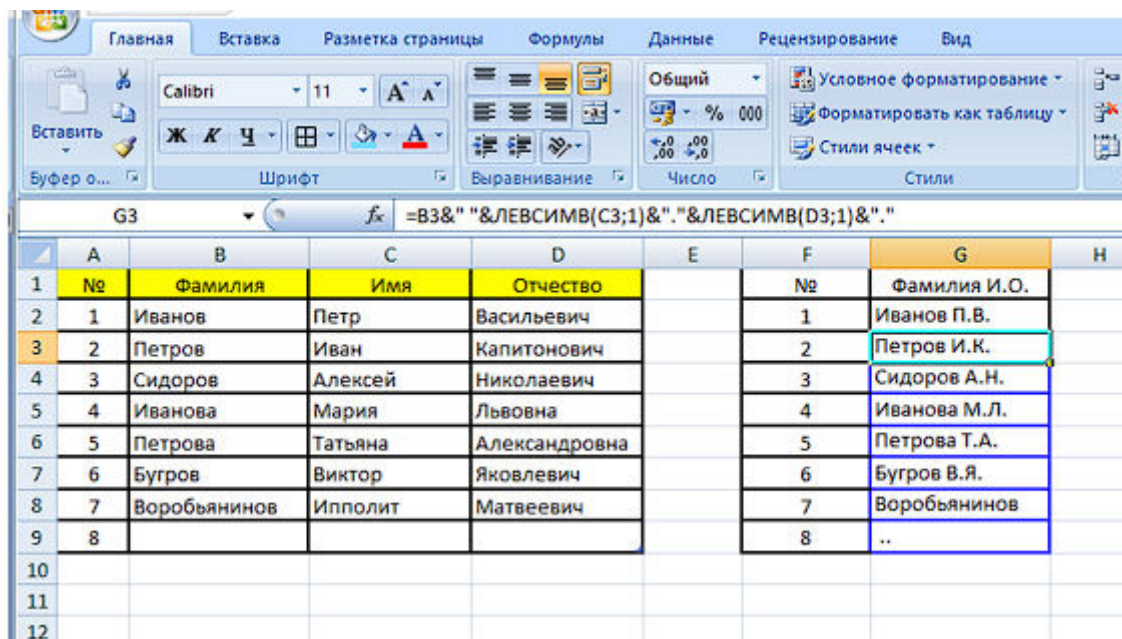 Главная Вставка Разметка страницы Формулы Данные Рецензирование Вид
Calibri 11 A A Общий Условное форматирование
Вставить Ж К Ч А % 000 Форматировать как таблицу
,00 ,00 ,0 Стили ячеек
Буфер о... Шрифт Выравнивание Число Стили
G3 fx =B3&" "&ЛЕВСИМВ(C3;1)&"."&ЛЕВСИМВ(D3;1)&"."
A B C D E F G H
1 № Фамилия Имя Отчество № Фамилия И.О.
2 1 Иванов Петр Васильевич 1 Иванов П.В.
3 2 Петров Иван Капитонович 2 Петров И.К.
4 3 Сидоров Алексей Николаевич 3 Сидоров А.Н.
5 4 Иванова Мария Львовна 4 Иванова М.Л.
6 5 Петрова Татьяна Александровна 5 Петрова Т.А.
7 6 Бугров Виктор Яковлевич 6 Бугров В.Я.
8 7 Воробьянинов Ипполит Матвеевич 7 Воробьянинов
9 8 8 ..
10
11
12